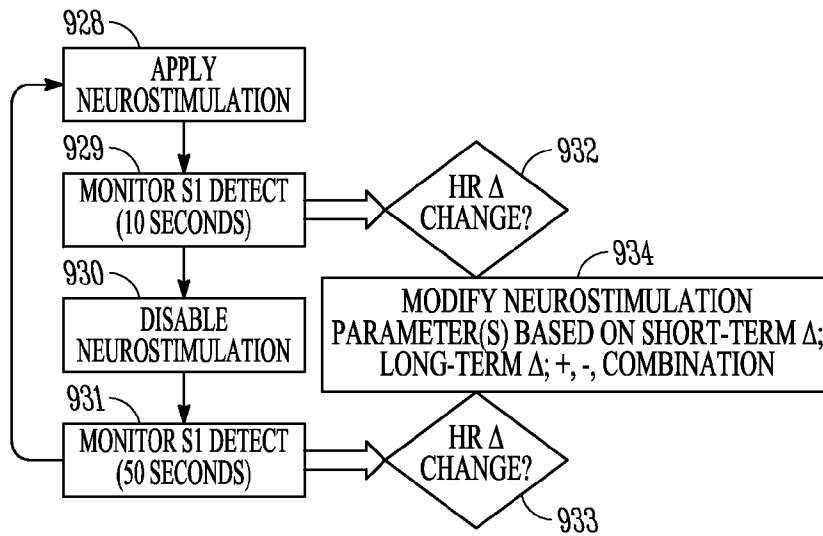 928
APPLY
NEUROSTIMULATION
929
MONITOR S1 DETECT
(10 SECONDS)
932
HR Δ
CHANGE?
930
DISABLE
NEUROSTIMULATION
934
MODIFY NEUROSTIMULATION
PARAMETER(S) BASED ON SHORT-TERM Δ;
LONG-TERM Δ; +, -, COMBINATION
931
MONITOR S1 DETECT
(50 SECONDS)
HR Δ
CHANGE?
933